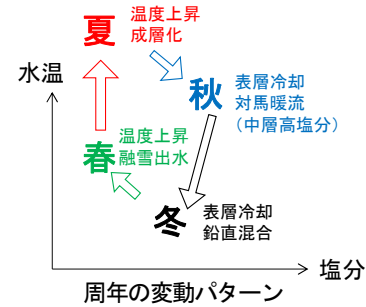 夏
温度上昇
成層化
水温
秋
表層冷却
対馬暖流
（中層高塩分）
春
温度上昇
融雪出水
冬
表層冷却
鉛直混合
塩分
周年の変動パターン